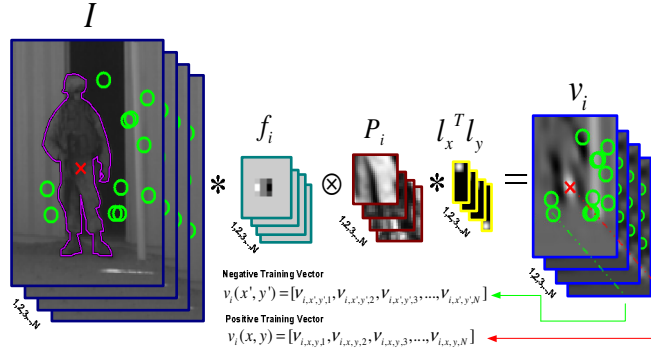 I
f_i
P_i
l_x^T l_y
v_i
* ⊗ * =
1,2,3,...,N
1,2,3,...,N
1,2,3,...,N
1,2,3,...,N
1,2,3,...,N
Negative Training Vector
v_i(x', y') = [v_{i,x',y',1}, v_{i,x',y',2}, v_{i,x',y',3}, ..., v_{i,x',y',N}]
Positive Training Vector
v_i(x, y) = [v_{i,x,y,1}, v_{i,x,y,2}, v_{i,x,y,3}, ..., v_{i,x,y,N}]